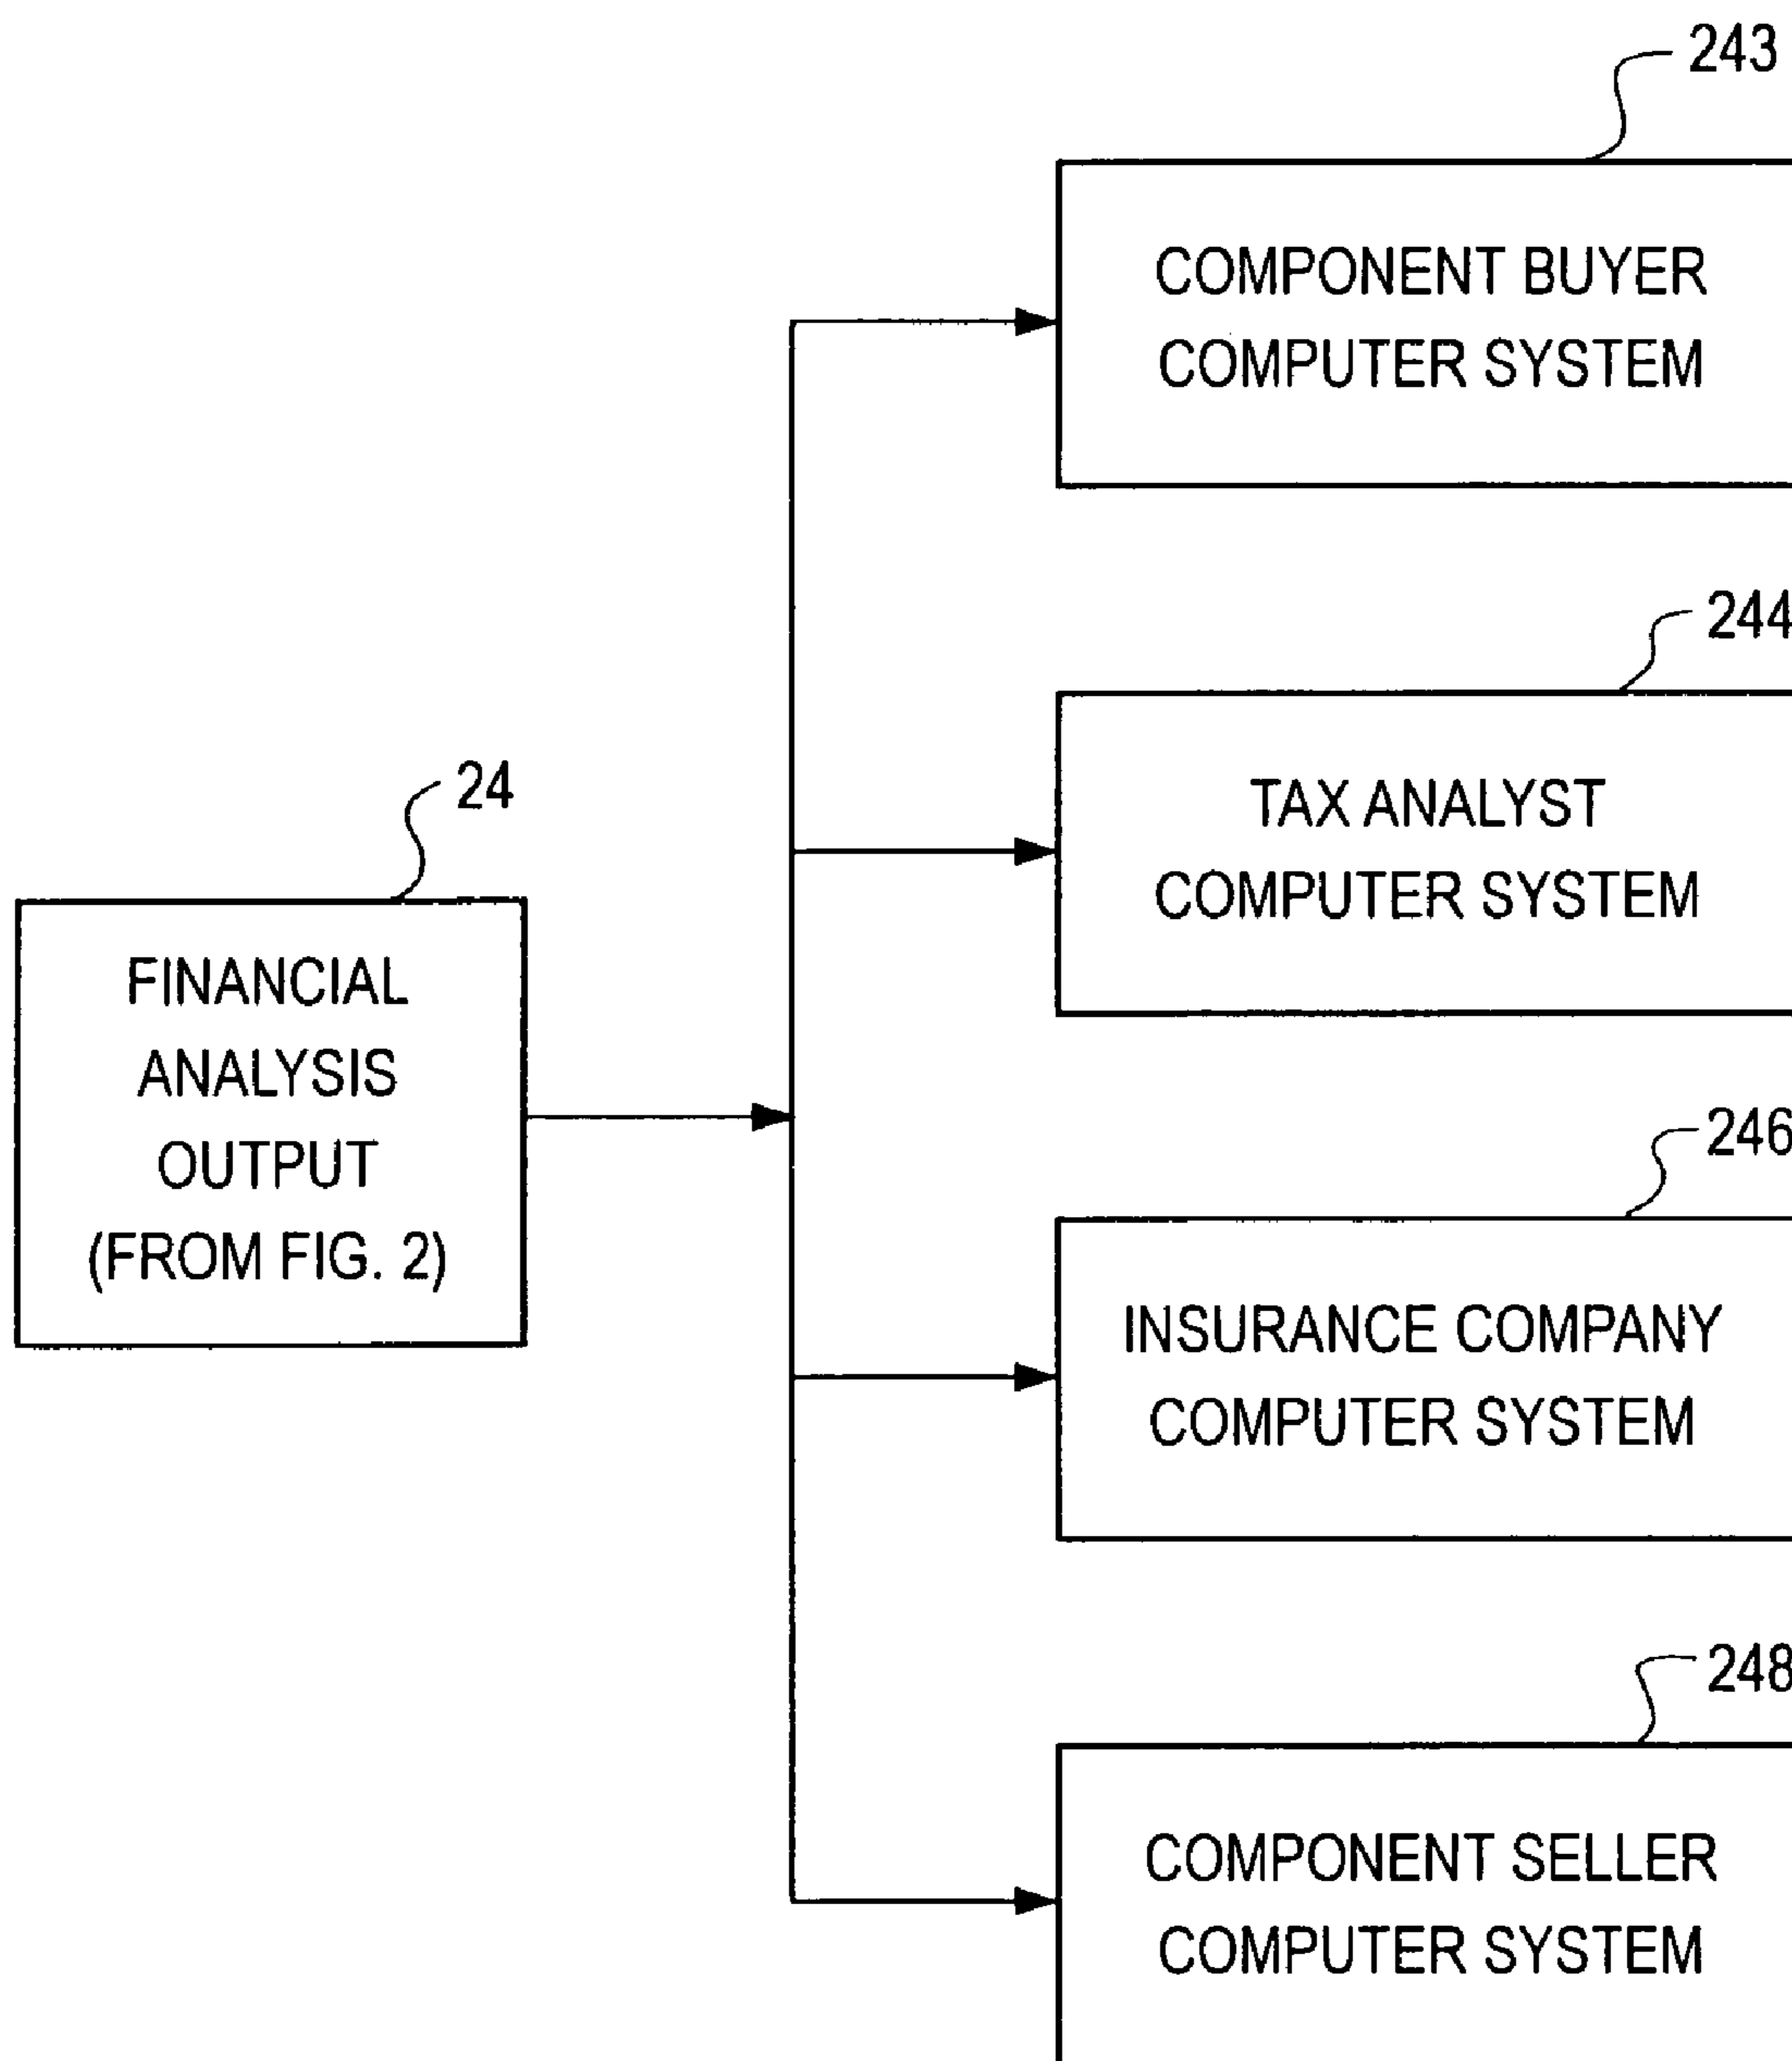 243
COMPONENT BUYER
COMPUTER SYSTEM
244
TAX ANALYST
COMPUTER SYSTEM
24
FINANCIAL
ANALYSIS
OUTPUT
(FROM FIG. 2)
246
INSURANCE COMPANY
COMPUTER SYSTEM
248
COMPONENT SELLER
COMPUTER SYSTEM